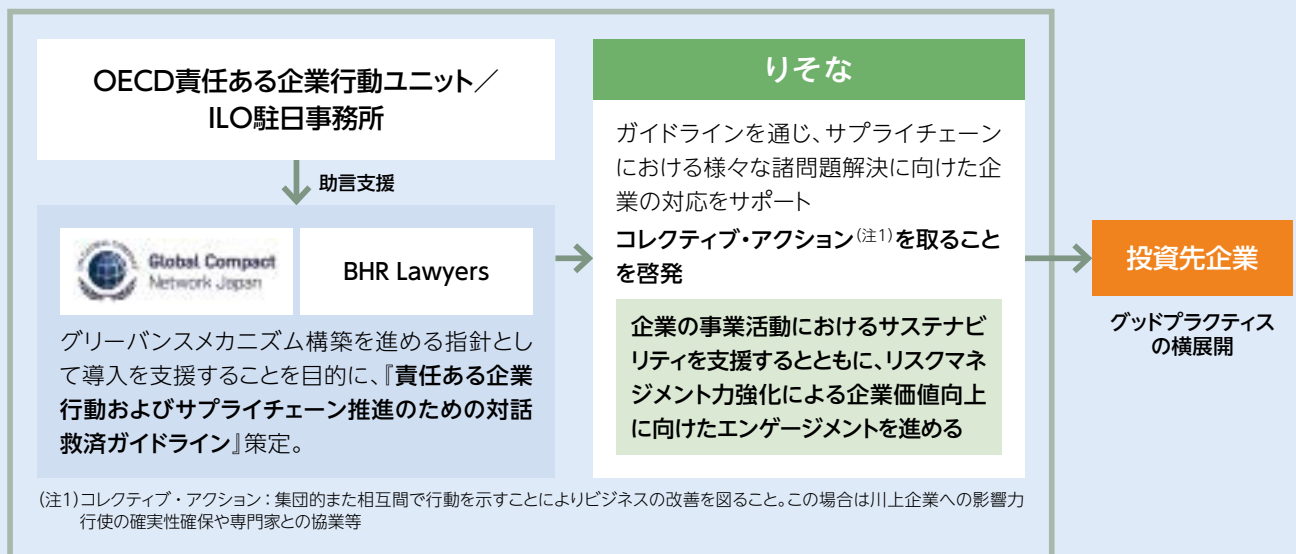 OECD責任ある企業行動ユニット／
ILO駐日事務所
助言支援
Global Compact
Network Japan
BHR Lawyers
グリーバンスメカニズム構築を進める指針とし
て導入を支援することを目的に、『責任ある企業
行動およびサプライチェーン推進のための対話
救済ガイドライン』策定。
りそな
ガイドラインを通じ、サプライチェーン
における様々な諸問題解決に向けた企
業の対応をサポート
コレクティブ・アクション(注1)を取ること
を啓発
企業の事業活動におけるサステナビ
リティを支援するとともに、リスクマネ
ジメント力強化による企業価値向上
に向けたエンゲージメントを進める
投資先企業
グッドプラクティス
の横展開
(注1)コレクティブ・アクション：集団的また相互間で行動を示すことによりビジネスの改善を図ること。この場合は川上企業への影響力
行使の確実性確保や専門家との協業等